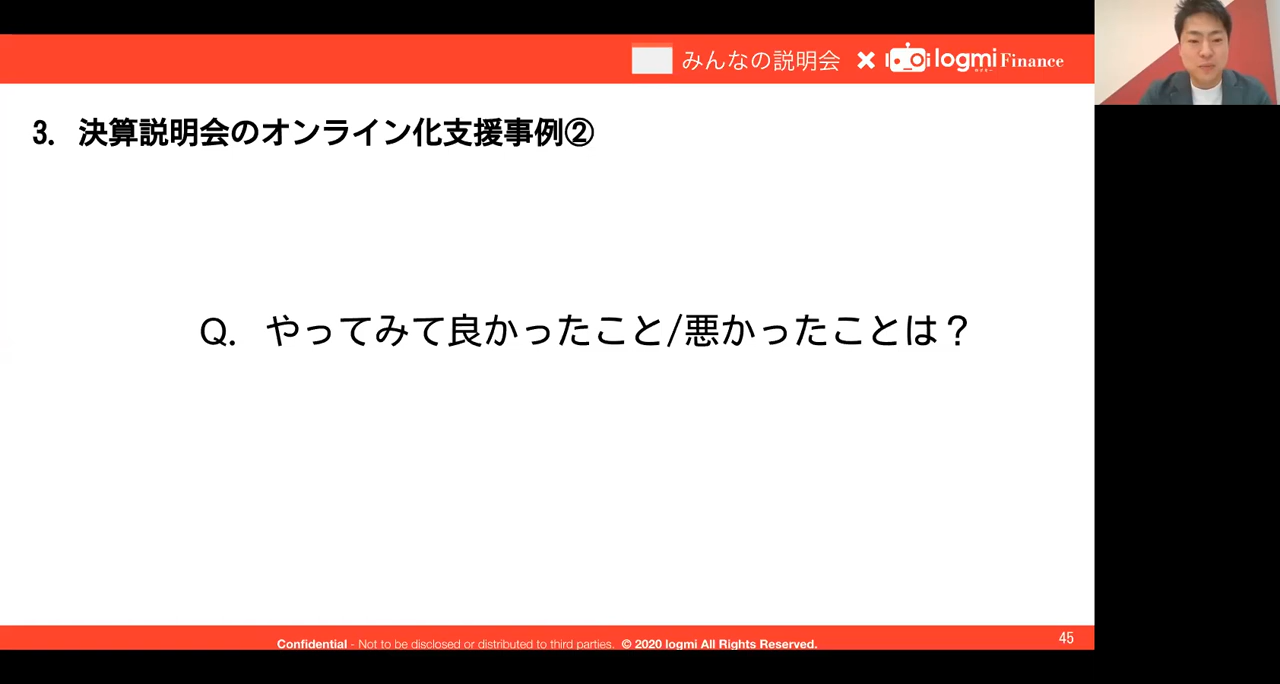 みんなの説明会 × logmi Finance
3. 決算説明会のオンライン化支援事例②
Q. やってみて良かったこと/悪かったことは？
Confidential - Not to be disclosed or distributed to third parties. © 2020 logmi All Rights Reserved.
45